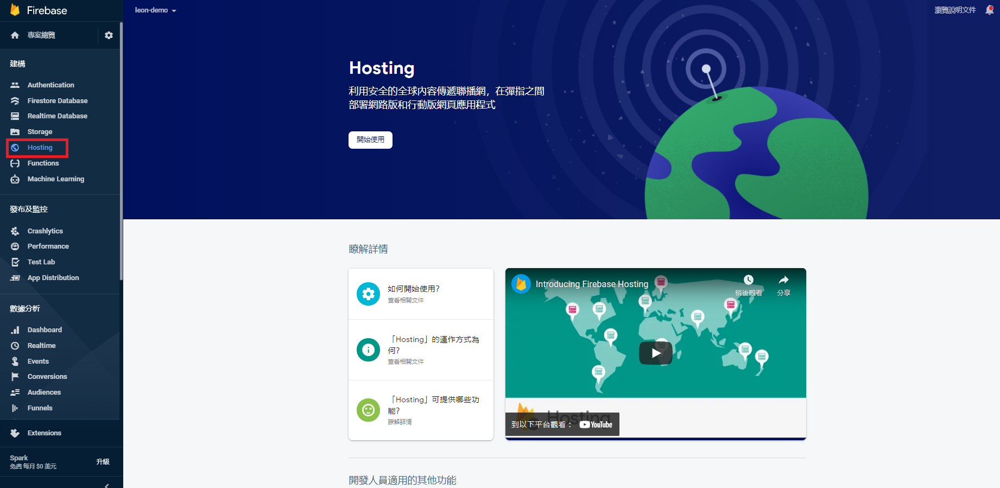 Firebase
leon-demo
瀏覽說明文件
專案總覽
建構
Authentication
Firestore Database
Realtime Database
Storage
Hosting
Functions
Machine Learning
發布及監控
Crashlytics
Performance
Test Lab
App Distribution
數據分析
Dashboard
Realtime
Events
Conversions
Audiences
Funnels
Extensions
Spark
免費 每月 $0 美元
升級
Hosting
利用安全的全球內容傳遞聯播網，在彈指之間
部署網路版和行動版網頁應用程式
開始使用
瞭解詳情
如何開始使用？
查看相關文件
「Hosting」的運作方式為
何？
查看相關文件
「Hosting」可提供哪些功
能？
瞭解詳情
Introducing Firebase Hosting
稍後觀看
分享
Hosting
到以下平台觀看：
YouTube
開發人員適用的其他功能